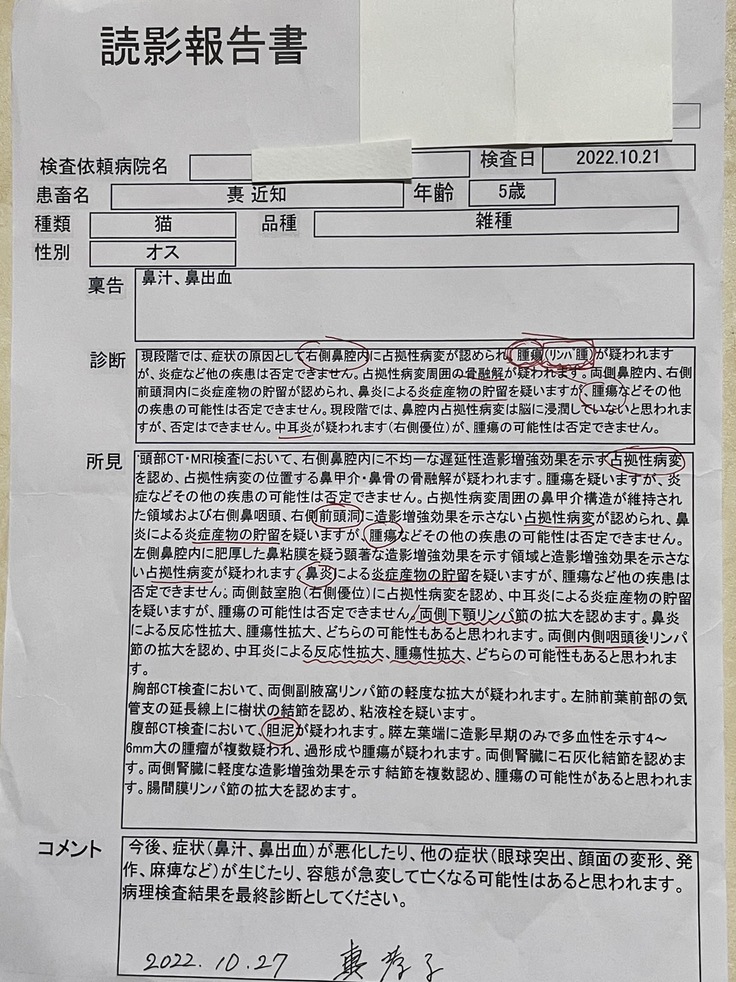 読影報告書
検査依頼病院名
検査日 2022.10.21
患畜名 近知 年齢 5歳
種類 猫 品種 雑種
性別 オス
稟告 鼻汁、鼻出血
診断 現段階では、症状の原因として右側鼻腔内に占拠性病変が認められ、腫瘍(リンパ腫)が疑われます
が、炎症など他の疾患は否定できません。占拠性病変周囲の骨融解が疑われます。両側鼻腔内、右側
前頭洞内に炎症産物の貯留が認められ、鼻炎による炎症産物の貯留を疑いますが、腫瘍などその他
の疾患の可能性は否定できません。現段階では、鼻腔内占拠性病変は脳に浸潤していないと思われま
すが、否定はできません。中耳炎が疑われます(右側優位)が、腫瘍の可能性は否定できません。
所見 頭部CT・MRI検査において、右側鼻腔内に不均一な遅延性造影増強効果を示す占拠性病変
を認め、占拠性病変の位置する鼻甲介・鼻骨の骨融解が疑われます。腫瘍を疑いますが、炎
症などその他の疾患の可能性は否定できません。占拠性病変周囲の鼻甲介構造が維持され
た領域および右側鼻咽頭、右側前頭洞に造影増強効果を示さない占拠性病変が認められ、鼻
炎による炎症産物の貯留を疑いますが、腫瘍などその他の疾患の可能性は否定できません。
左側鼻腔内に肥厚した鼻粘膜を疑う顕著な造影増強効果を示す領域と造影増強効果を示さな
い占拠性病変が疑われます。鼻炎による炎症産物の貯留を疑いますが、腫瘍など他の疾患は
否定できません。両側鼓室胞(右側優位)に占拠性病変を認め、中耳炎による炎症産物の貯留
を疑いますが、腫瘍の可能性は否定できません。両側下顎リンパ節の拡大を認めます。鼻炎
による反応性拡大、腫瘍性拡大、どちらの可能性もあると思われます。両側内側咽頭後リンパ
節の拡大を認め、中耳炎による反応性拡大、腫瘍性拡大、どちらの可能性もあると思われま
す。
胸部CT検査において、両側副腋窩リンパ節の軽度な拡大が疑われます。左肺前葉前部の気
管支の延長線上に樹状の結節を認め、粘液栓を疑います。
腹部CT検査において、胆泥が疑われます。膵左葉端に造影早期のみで多血性を示す4～
6mm大の腫瘤が複数疑われ、過形成や腫瘍が疑われます。両側腎臓に石灰化結節を認めま
す。両側腎臓に軽度な造影増強効果を示す結節を複数認め、腫瘍の可能性があると思われま
す。腸間膜リンパ節の拡大を認めます。
コメント 今後、症状(鼻汁、鼻出血)が悪化したり、他の症状(眼球突出、顔面の変形、発
作、麻痺など)が生じたり、容態が急変して亡くなる可能性はあると思われます。
病理検査結果を最終診断としてください。
2022.10.27